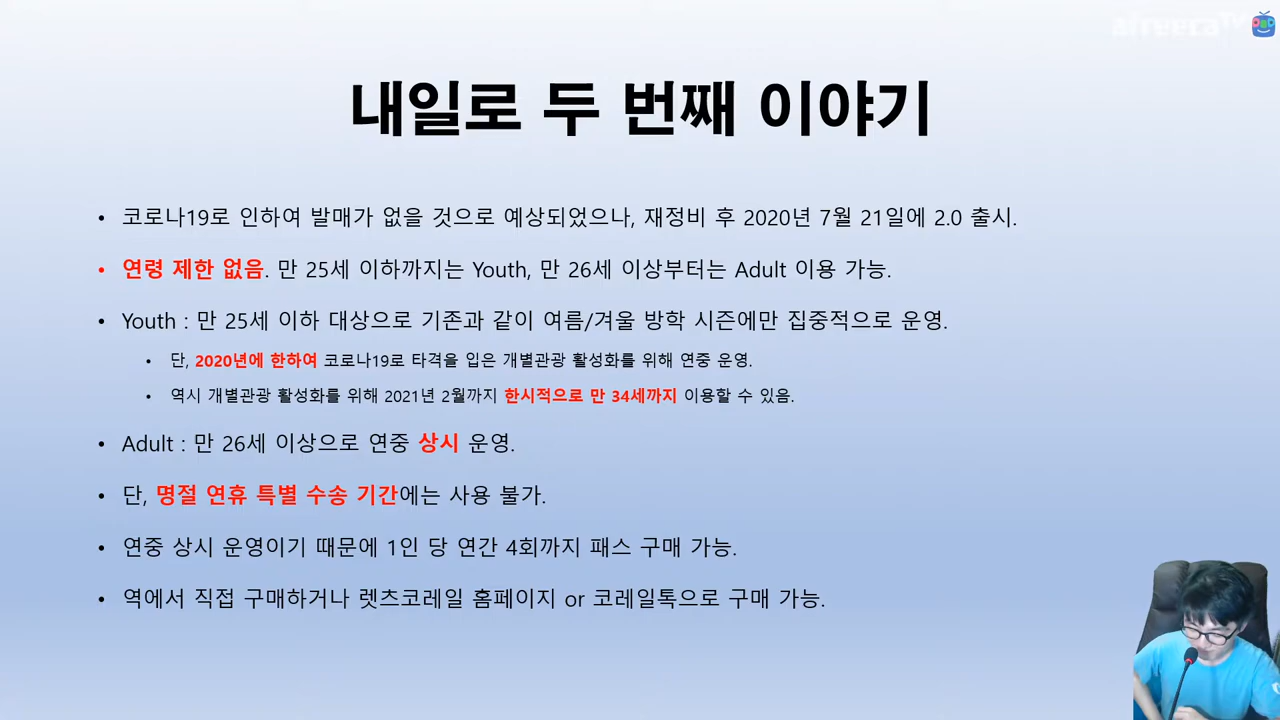 afreecaTV
내일로 두 번째 이야기
• 코로나19로 인하여 발매가 없을 것으로 예상되었으나, 재정비 후 2020년 7월 21일에 2.0 출시.
• 연령 제한 없음. 만 25세 이하까지는 Youth, 만 26세 이상부터는 Adult 이용 가능.
• Youth : 만 25세 이하 대상으로 기존과 같이 여름/겨울 방학 시즌에만 집중적으로 운영.
• 단, 2020년에 한하여 코로나19로 타격을 입은 개별관광 활성화를 위해 연중 운영.
• 역시 개별관광 활성화를 위해 2021년 2월까지 한시적으로 만 34세까지 이용할 수 있음.
• Adult : 만 26세 이상으로 연중 상시 운영.
• 단, 명절 연휴 특별 수송 기간에는 사용 불가.
• 연중 상시 운영이기 때문에 1인 당 연간 4회까지 패스 구매 가능.
• 역에서 직접 구매하거나 렛츠코레일 홈페이지 or 코레일톡으로 구매 가능.